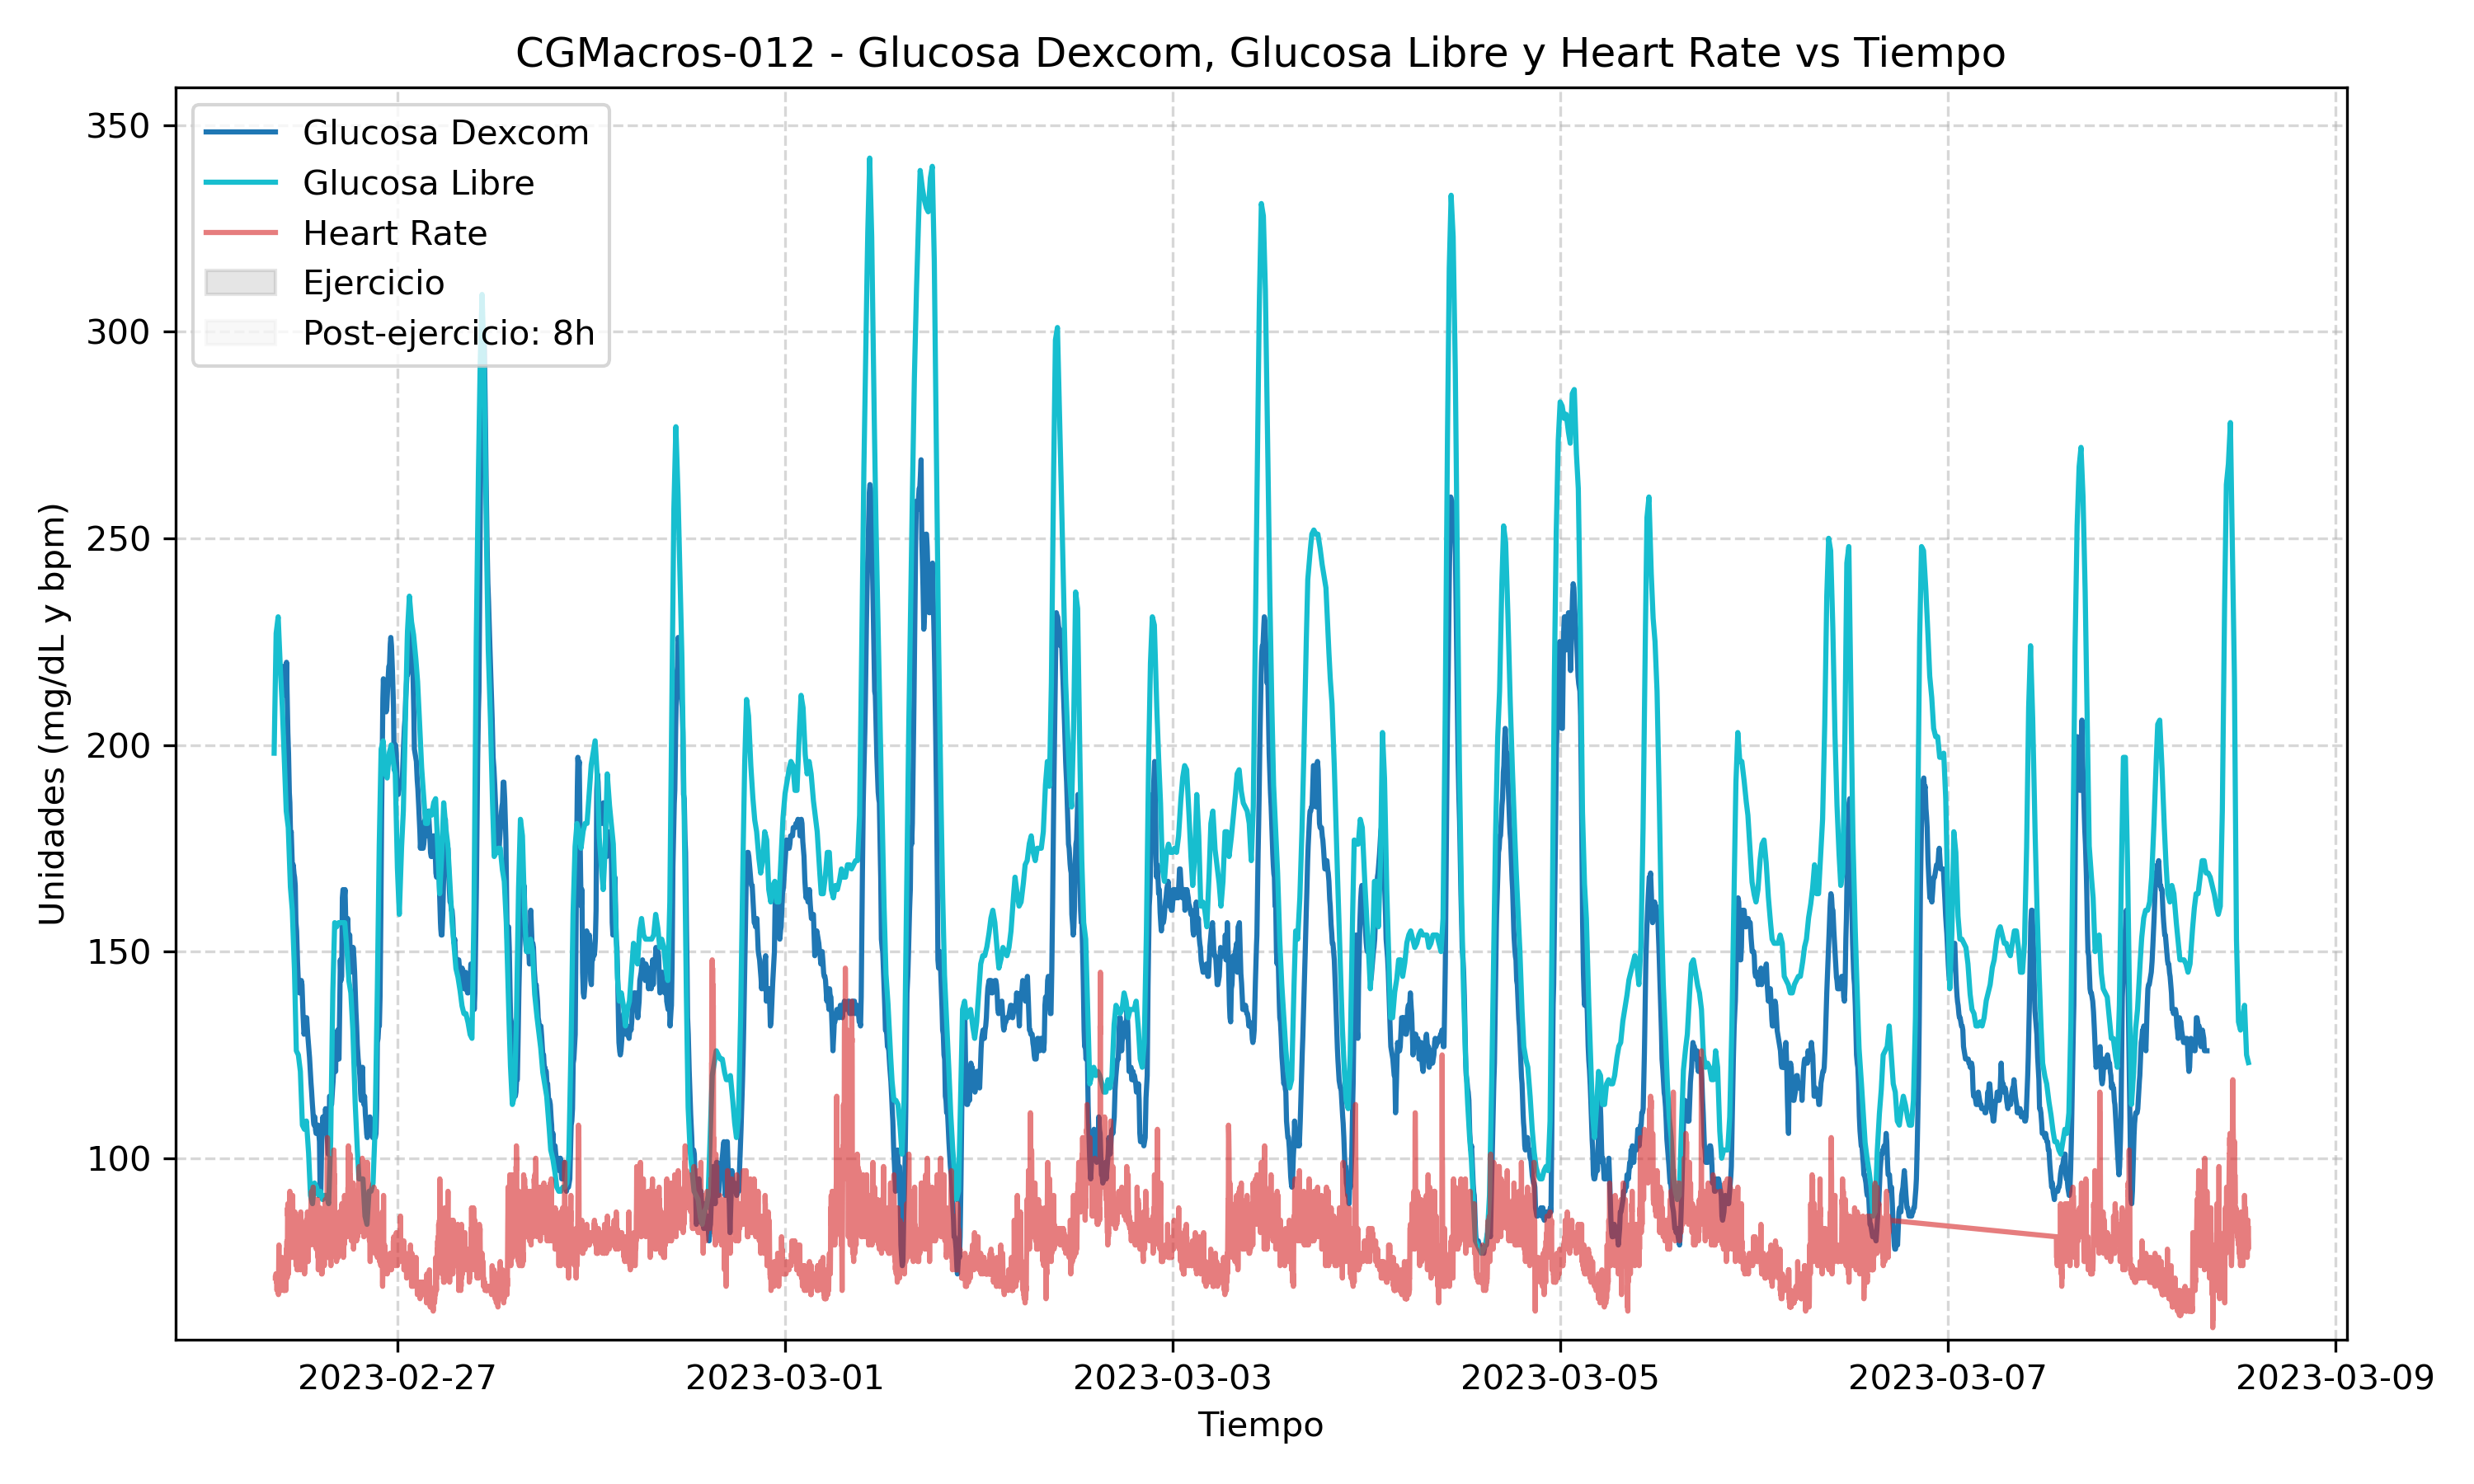 CGMacros-012 - Glucosa Dexcom, Glucosa Libre y Heart Rate vs Tiempo
Glucosa Dexcom
Glucosa Libre
Heart Rate
Ejercicio
Post-ejercicio: 8h
Unidades (mg/dL y bpm)
350
300
250
200
150
100
2023-02-27
2023-03-01
2023-03-03
2023-03-05
2023-03-07
2023-03-09
Tiempo